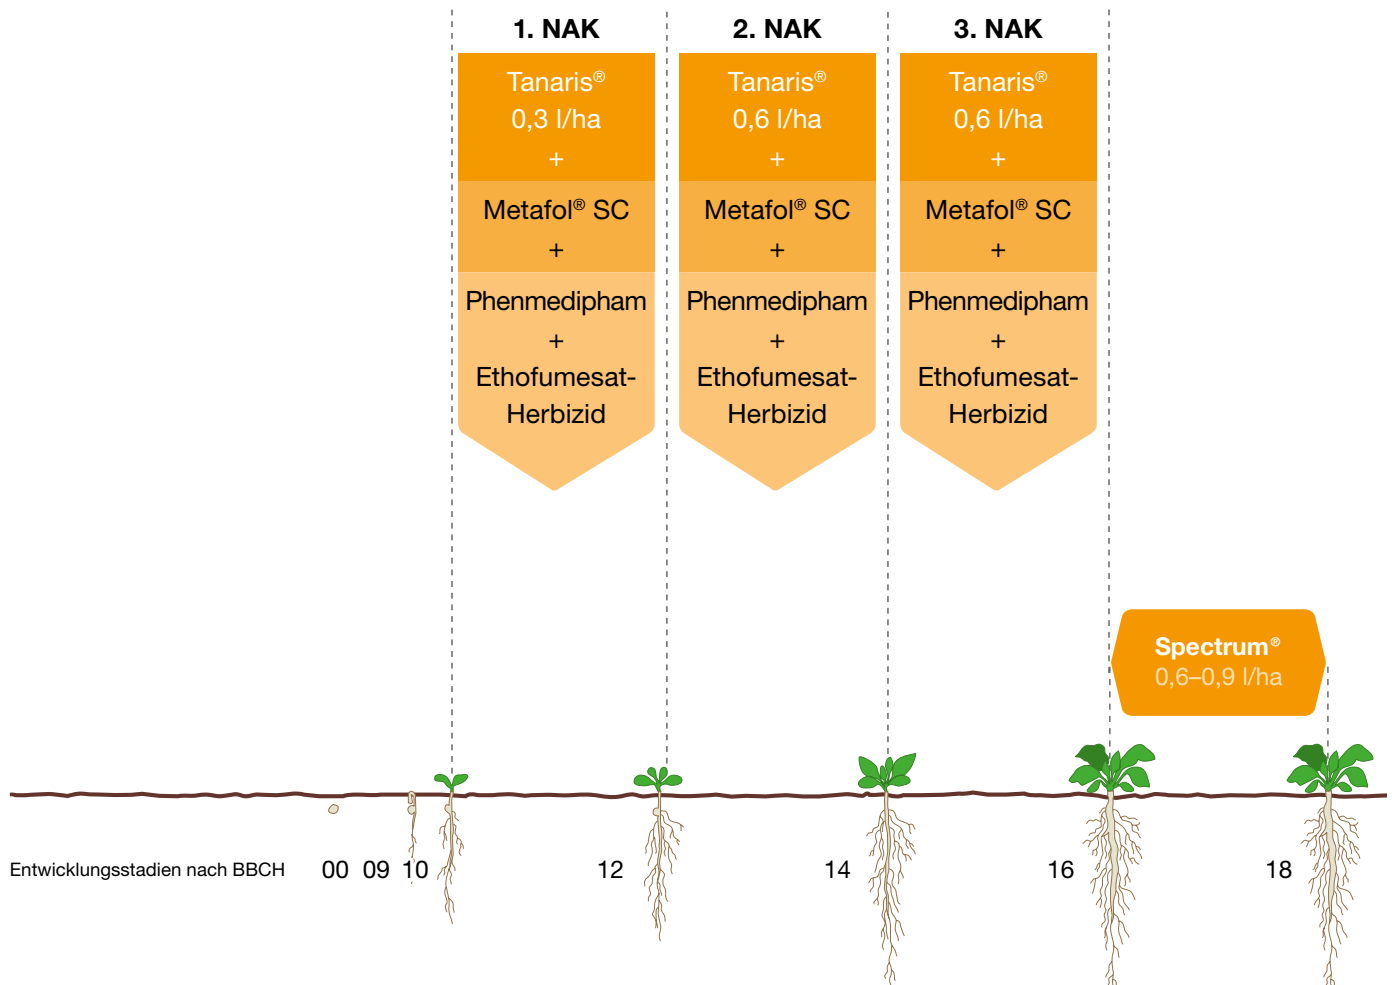 1. NAK
Tanaris®
0,3 l/ha
+
Metafol® SC
+
Phenmedipham
+
Ethofumesat-
Herbizid
2. NAK
Tanaris®
0,6 l/ha
+
Metafol® SC
+
Phenmedipham
+
Ethofumesat-
Herbizid
3. NAK
Tanaris®
0,6 l/ha
+
Metafol® SC
+
Phenmedipham
+
Ethofumesat-
Herbizid
Spectrum®
0,6–0,9 l/ha
Entwicklungsstadien nach BBCH 00 09 10 12 14 16 18